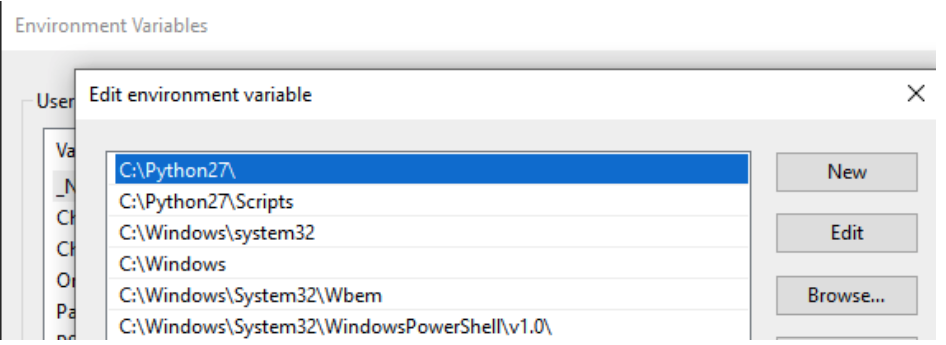 Environment Variables
Edit environment variable
User
Va
C:\Python27\
New
_N
C:\Python27\Scripts
Ch
C:\Windows\system32
Edit
Ch
C:\Windows
On
C:\Windows\System32\Wbem
Browse...
Pa
C:\Windows\System32\WindowsPowerShell\v1.0\